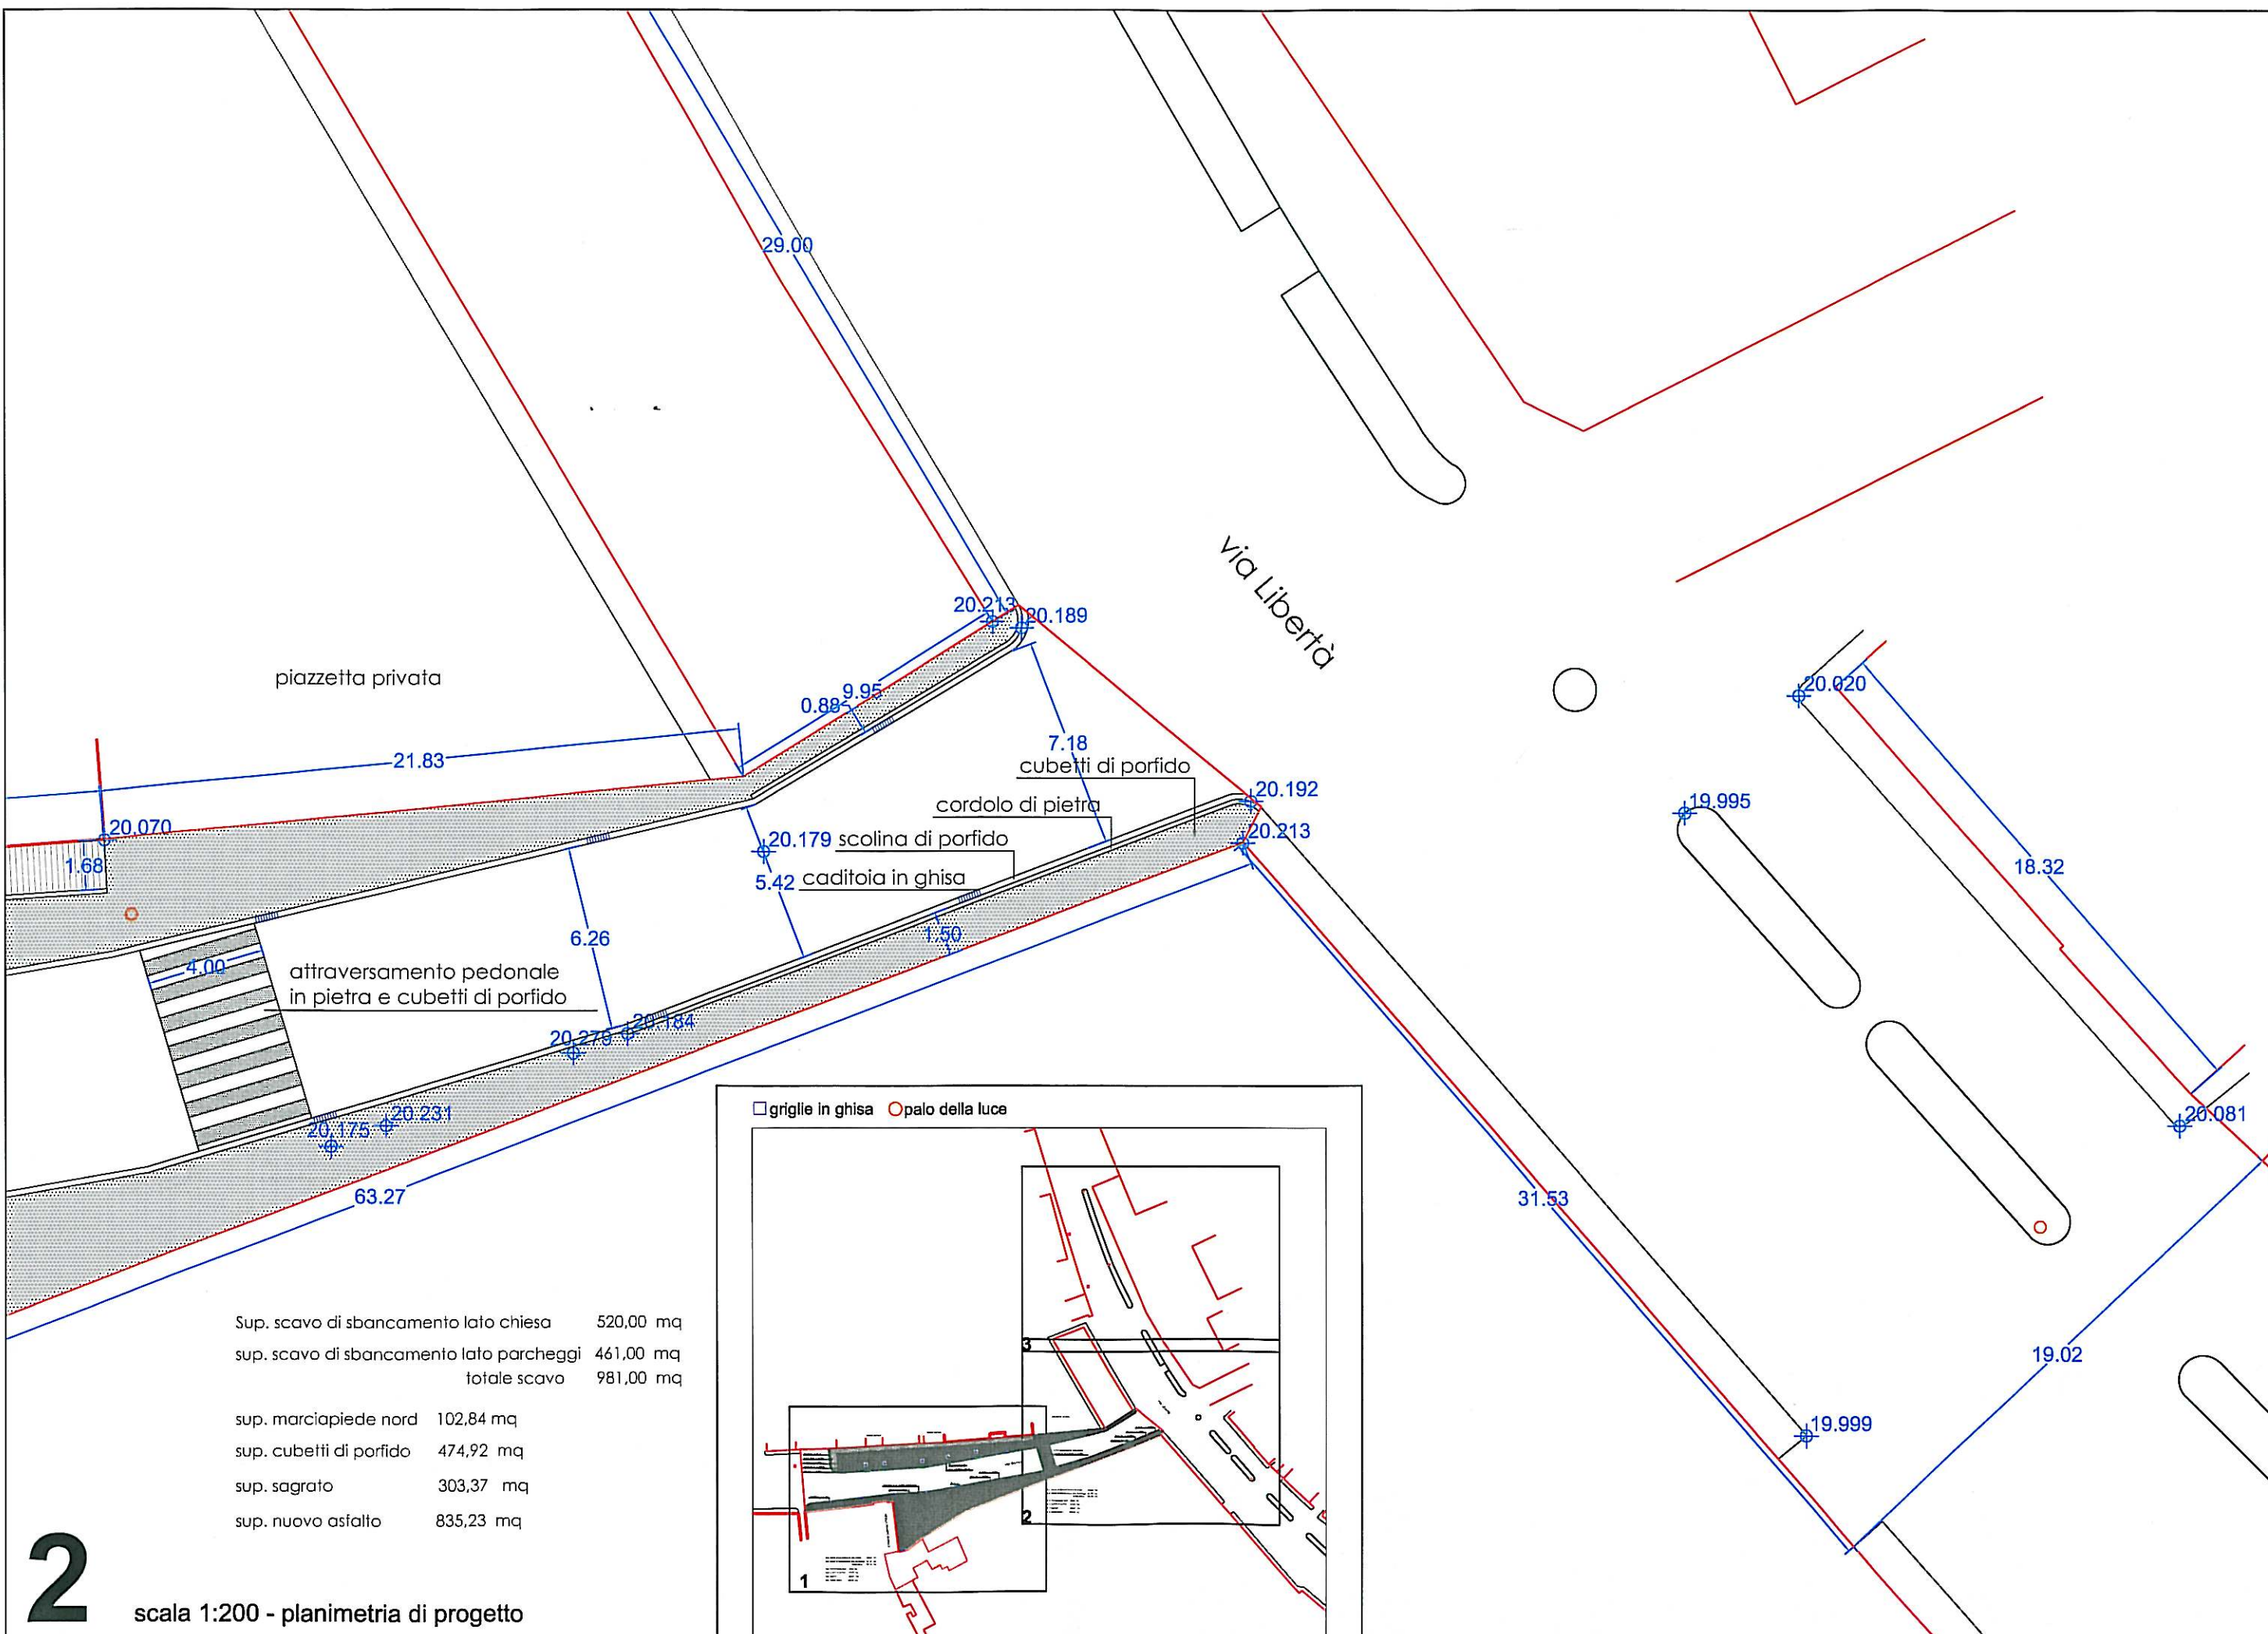 29.00
via Libertà
20.213
20.189
piazzetta privata
9.95
0.88
20.020
21.83
7.18
cubetti di porfido
20.192
19.995
cordolo di pietra
20.070
20.179
scolina di porfido
20.213
1.68
5.42
caditoia in ghisa
18.32
6.26
1.50
4.00
attraversamento pedonale
in pietra e cubetti di porfido
20.279
20.184
20.231
20.175
griglie in ghisa
palo della luce
20.081
63.27
31.53
Sup. scavo di sbancamento lato chiesa 520,00 mq
sup. scavo di sbancamento lato parcheggi 461,00 mq
totale scavo 981,00 mq
19.02
3
sup. marciapiede nord 102,84 mq
19.999
sup. cubetti di porfido 474,92 mq
sup. sagrato 303,37 mq
sup. nuovo asfalto 835,23 mq
2
1
2
scala 1:200 - planimetria di progetto